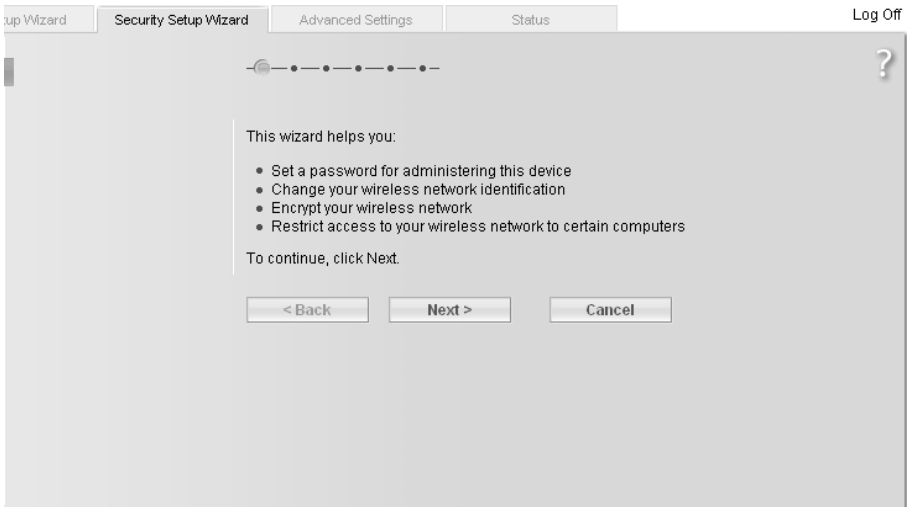 tup Wizard
Security Setup Wizard
Advanced Settings
Status
Log Off
?
This wizard helps you:
• Set a password for administering this device
• Change your wireless network identification
• Encrypt your wireless network
• Restrict access to your wireless network to certain computers
To continue, click Next.
< Back
Next >
Cancel